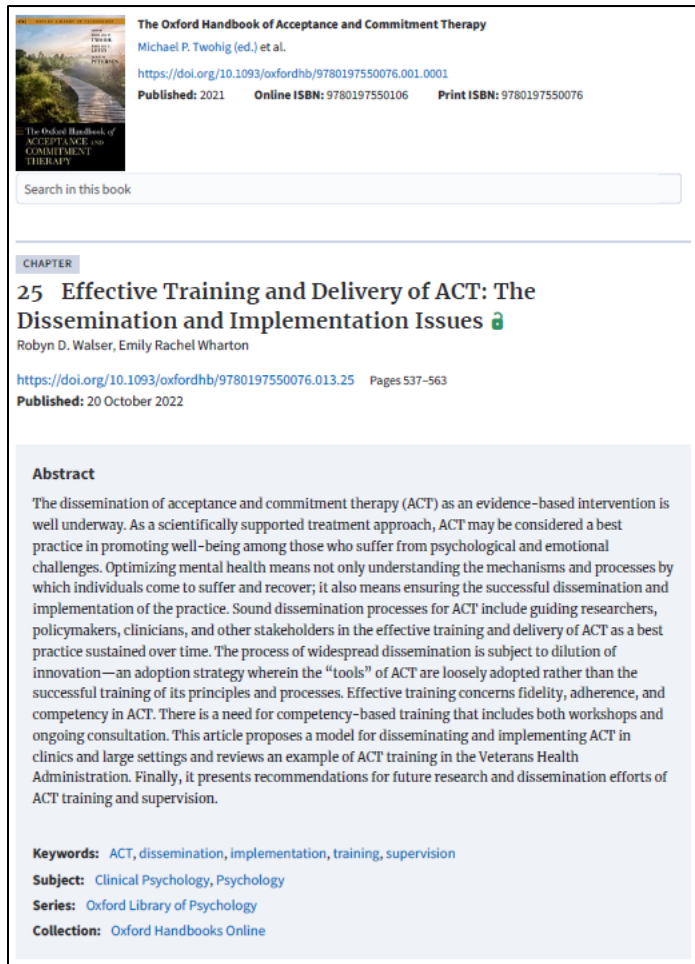 The Oxford Handbook of Acceptance and Commitment Therapy
Michael P. Twohig (ed.) et al.
https://doi.org/10.1093/oxfordhb/9780197550076.001.0001
Published: 2021 Online ISBN: 9780197550106 Print ISBN: 9780197550076
The Oxford Handbook of
ACCEPTANCE AND
COMMITMENT
THERAPY
Search in this book
CHAPTER
25 Effective Training and Delivery of ACT: The
Dissemination and Implementation Issues
Robyn D. Walser, Emily Rachel Wharton
https://doi.org/10.1093/oxfordhb/9780197550076.013.25 Pages 537–563
Published: 20 October 2022
Abstract
The dissemination of acceptance and commitment therapy (ACT) as an evidence-based intervention is
well underway. As a scientifically supported treatment approach, ACT may be considered a best
practice in promoting well-being among those who suffer from psychological and emotional
challenges. Optimizing mental health means not only understanding the mechanisms and processes by
which individuals come to suffer and recover; it also means ensuring the successful dissemination and
implementation of the practice. Sound dissemination processes for ACT include guiding researchers,
policymakers, clinicians, and other stakeholders in the effective training and delivery of ACT as a best
practice sustained over time. The process of widespread dissemination is subject to dilution of
innovation—an adoption strategy wherein the “tools” of ACT are loosely adopted rather than the
successful training of its principles and processes. Effective training concerns fidelity, adherence, and
competency in ACT. There is a need for competency-based training that includes both workshops and
ongoing consultation. This article proposes a model for disseminating and implementing ACT in
clinics and large settings and reviews an example of ACT training in the Veterans Health
Administration. Finally, it presents recommendations for future research and dissemination efforts of
ACT training and supervision.
Keywords: ACT, dissemination, implementation, training, supervision
Subject: Clinical Psychology, Psychology
Series: Oxford Library of Psychology
Collection: Oxford Handbooks Online